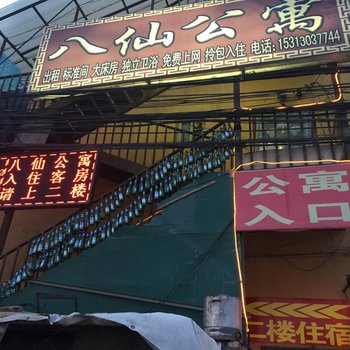 八仙公寓
出租 标准间 大床房 独立卫浴 免费上网 拎包入住 电话:15313037744
八仙公寓
住客房
请上二楼
公寓
入口
二楼住宿